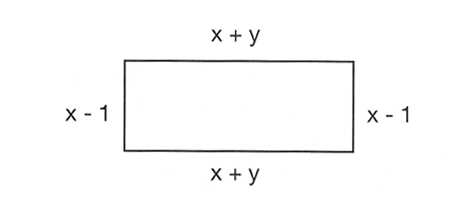 x + y
x - 1
x - 1
x + y